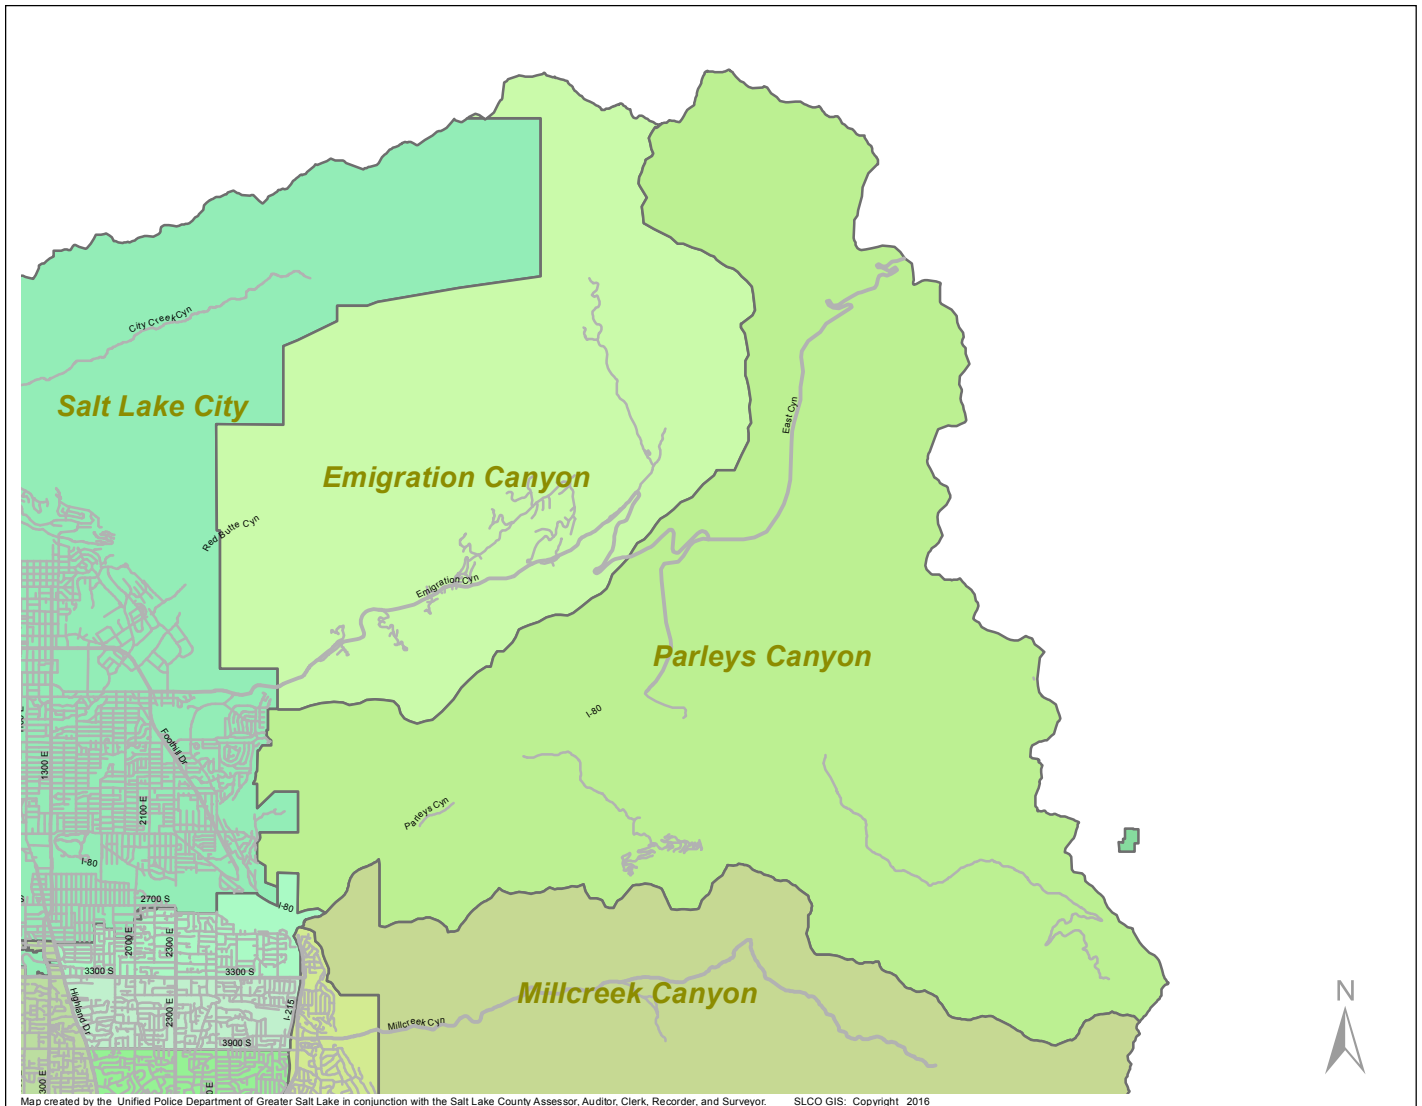 City Creek Cyn
Salt Lake City
East Cyn
Emigration Canyon
Red Butte Cyn
Emigration Cyn
Parleys Canyon
I-80
Foothill Dr
1300 E
2100 E
Parleys Cyn
I-80
2700 S
I-80
2000 E
2300 E
3300 S
3300 S
Millcreek Canyon
N
Highland Dr
2300 E
I-215
Millcreek Cyn
3900 S
Map created by the Unified Police Department of Greater Salt Lake in conjunction with the Salt Lake County Assessor, Auditor, Clerk, Recorder, and Surveyor. SLCO GIS: Copyright 2016